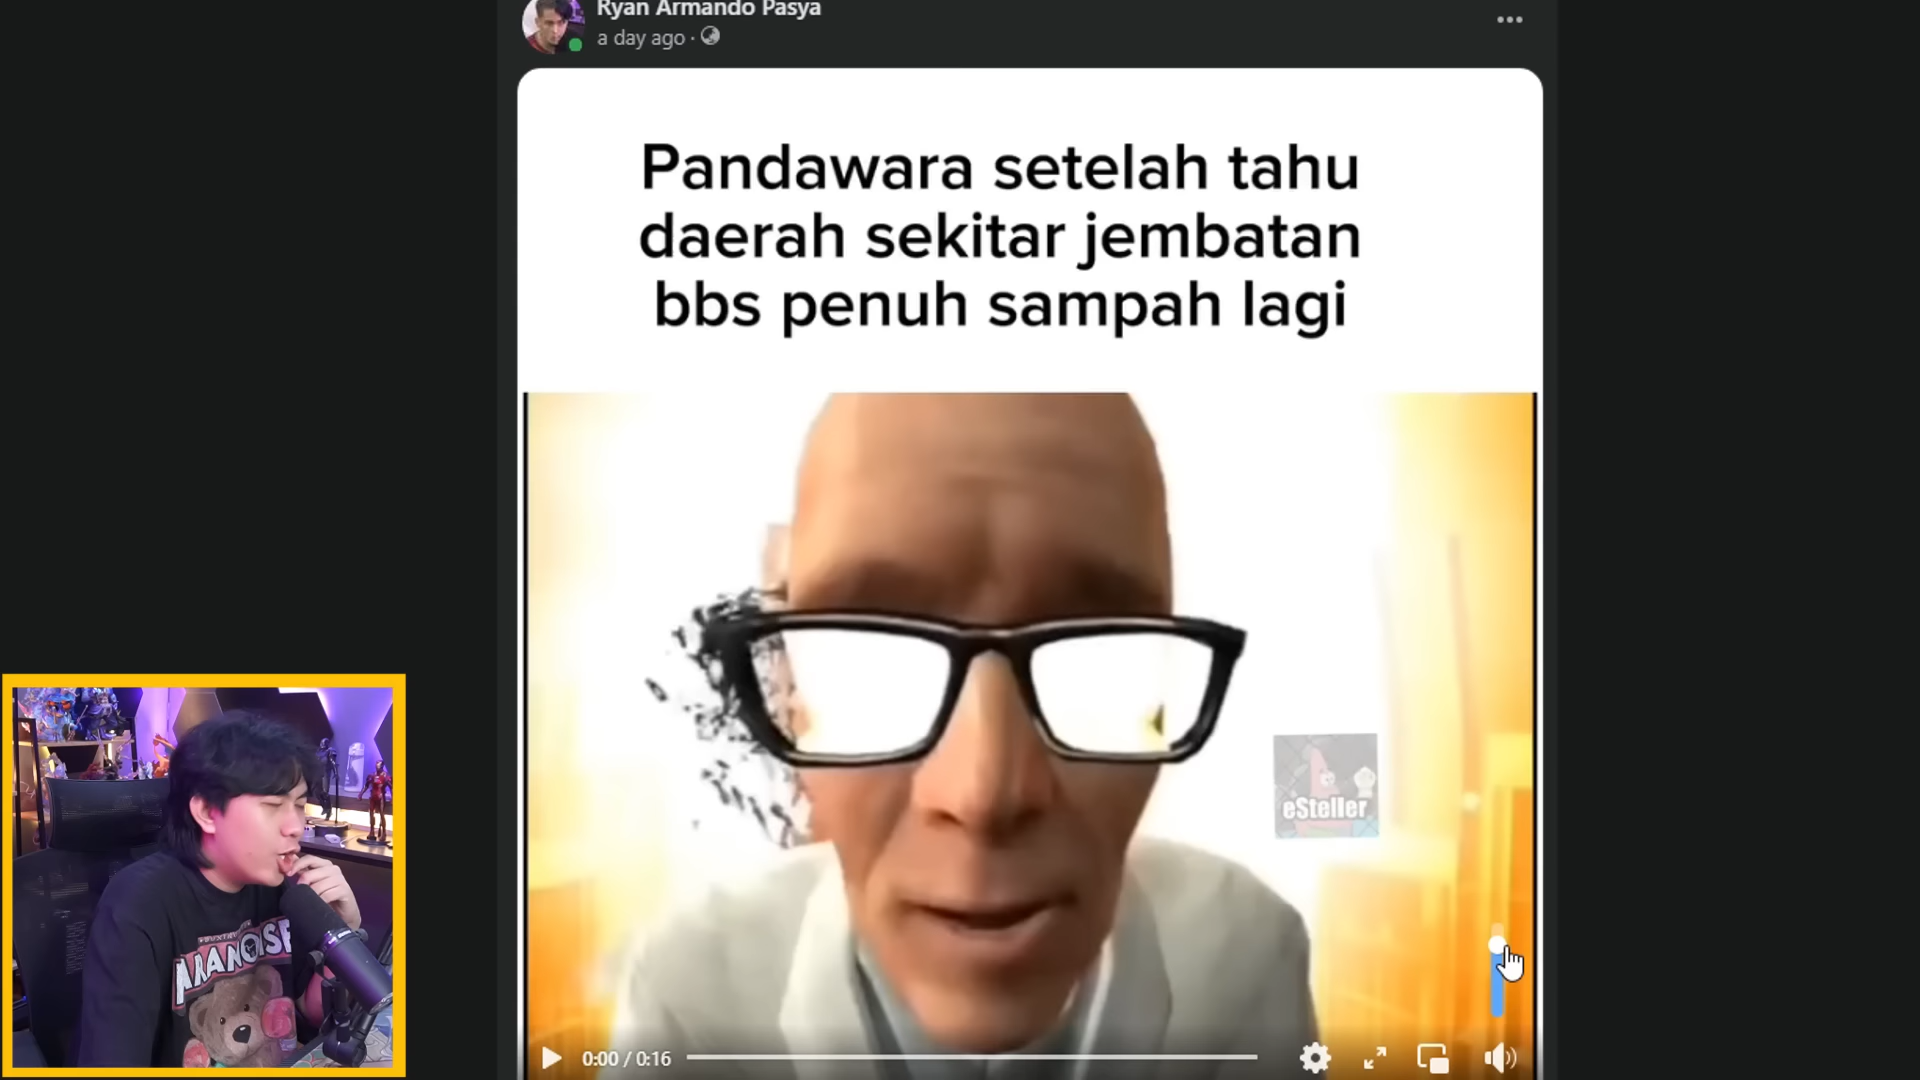 Ryan Armando Pasya
a day ago ·
Pandawara setelah tahu
daerah sekitar jembatan
bbs penuh sampah lagi
eSteller
0:00 / 0:16